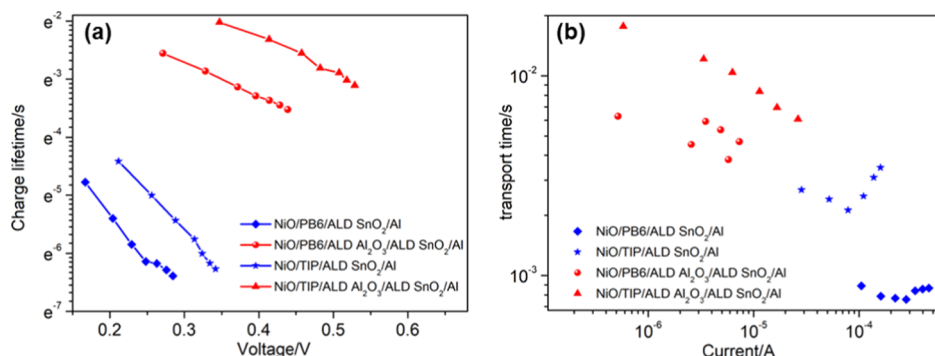 (a)
Charge lifetime/s
e⁻²
e⁻³
e⁻⁴
e⁻⁵
e⁻⁶
e⁻⁷
NiO/PB6/ALD SnO₂/Al
NiO/PB6/ALD Al₂O₃/ALD SnO₂/Al
NiO/TIP/ALD SnO₂/Al
NiO/TIP/ALD Al₂O₃/ALD SnO₂/Al
0.2 0.3 0.4 0.5 0.6
Voltage/V
(b)
transport time/s
10⁻²
10⁻³
NiO/PB6/ALD SnO₂/Al
NiO/TIP/ALD SnO₂/Al
NiO/PB6/ALD Al₂O₃/ALD SnO₂/Al
NiO/TIP/ALD Al₂O₃/ALD SnO₂/Al
10⁻⁶ 10⁻⁵ 10⁻⁴
Current/A